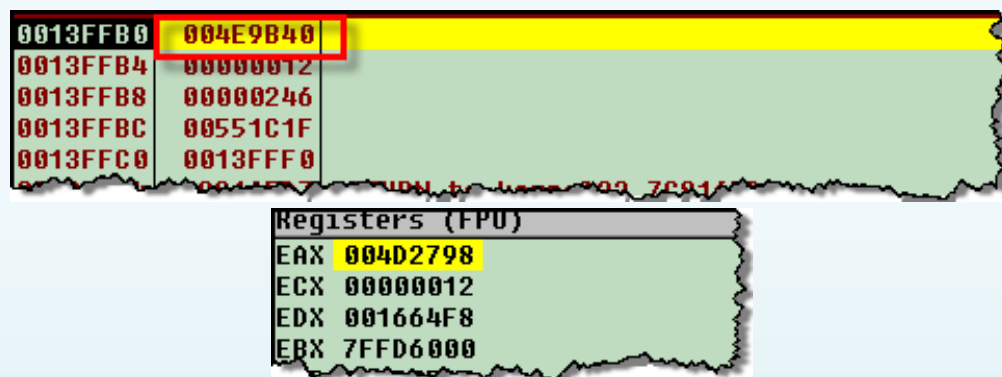 0013FFB0 004E9B40
0013FFB4 00000012
0013FFB8 00000246
0013FFBC 00551C1F
0013FFC0 0013FFF0
Registers (FPU)
EAX 004D2798
ECX 00000012
EDX 001664F8
EBX 7FFD6000